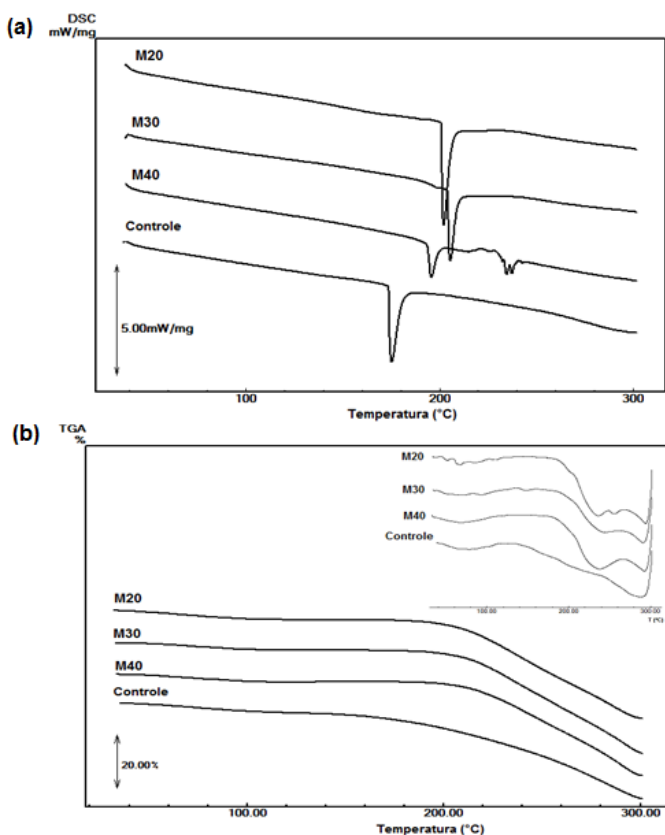 (a)
DSC
mW/mg
M20
M30
M40
Controle
5.00mW/mg
100
200
300
Temperatura (°C)
(b)
TGA
%
M20
M30
M40
Controle
100.00
200.00
300.00
T (°C)
M20
M30
M40
Controle
20.00%
100.00
200.00
300.00
Temperatura (°C)